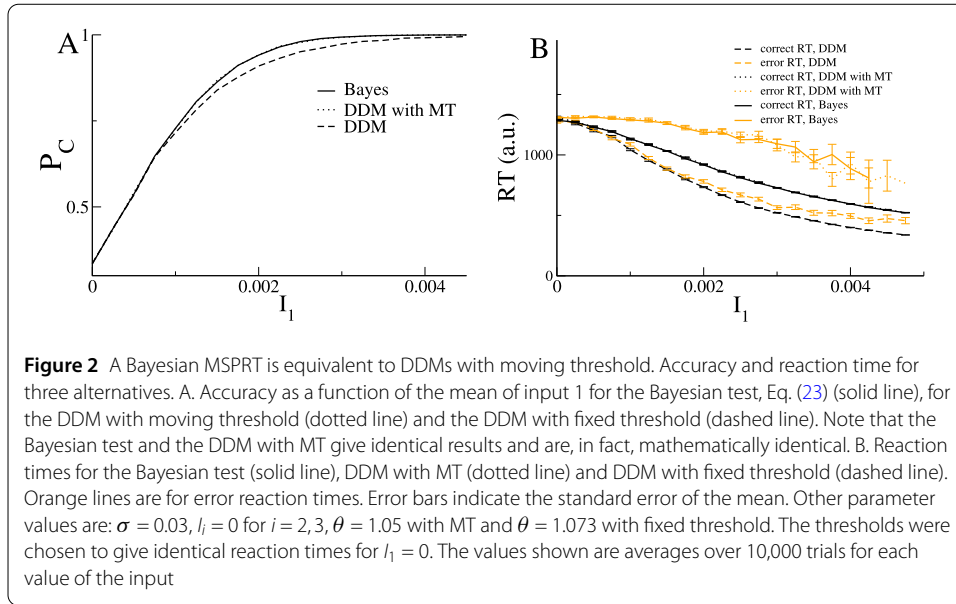 A
1
0.5
P_C
0
0.002
0.004
I_1
Bayes
DDM with MT
DDM
B
RT (a.u.)
1000
0
0
0.002
0.004
I_1
correct RT, DDM
error RT, DDM
correct RT, DDM with MT
error RT, DDM with MT
correct RT, Bayes
error RT, Bayes
Figure 2 A Bayesian MSPRT is equivalent to DDMs with moving threshold. Accuracy and reaction time for
three alternatives. A. Accuracy as a function of the mean of input 1 for the Bayesian test, Eq. (23) (solid line), for
the DDM with moving threshold (dotted line) and the DDM with fixed threshold (dashed line). Note that the
Bayesian test and the DDM with MT give identical results and are, in fact, mathematically identical. B. Reaction
times for the Bayesian test (solid line), DDM with MT (dotted line) and DDM with fixed threshold (dashed line).
Orange lines are for error reaction times. Error bars indicate the standard error of the mean. Other parameter
values are: σ = 0.03, I_i = 0 for i = 2, 3, θ = 1.05 with MT and θ = 1.073 with fixed threshold. The thresholds were
chosen to give identical reaction times for I_1 = 0. The values shown are averages over 10,000 trials for each
value of the input